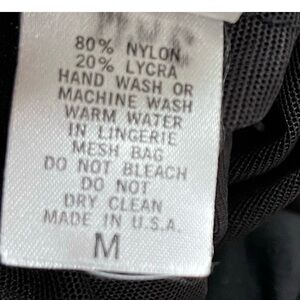 80% NYLON
20% LYCRA
HAND WASH OR
MACHINE WASH
WARM WATER
IN LINGERIE
MESH BAG
DO NOT BLEACH
DO NOT
DRY CLEAN
MADE IN U.S.A.
M